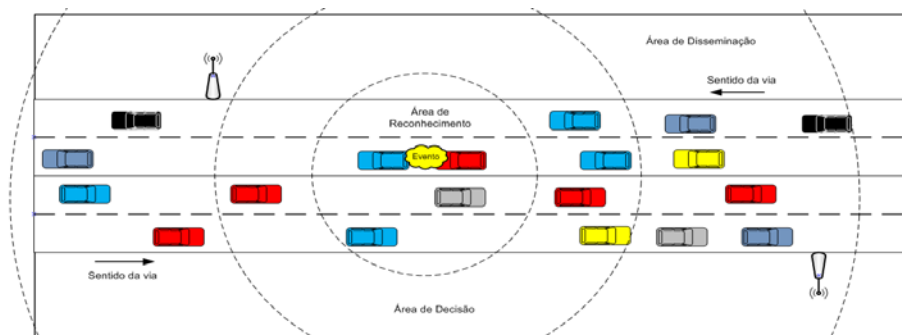 Área de Disseminação
Sentido da via
Área de
Reconhecimento
Evento
Sentido da via
Área de Decisão